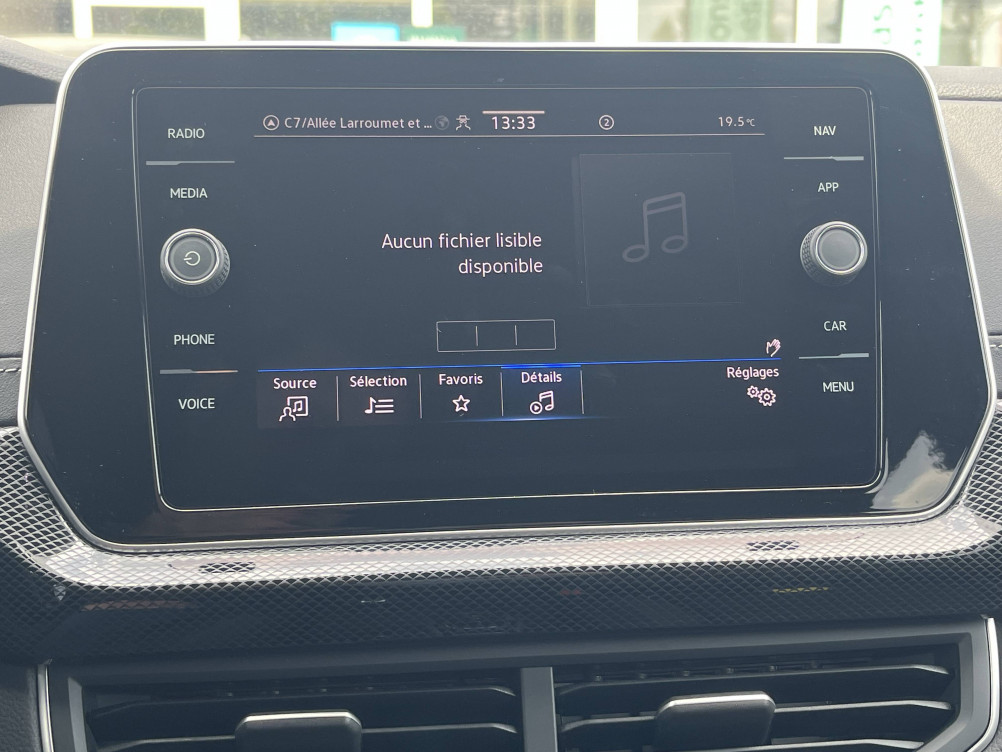 RADIO
MEDIA
PHONE
VOICE
C7/Allée Larroumet et ...
13:33
2
19.5°C
Aucun fichier lisible
disponible
Source
Sélection
Favoris
Détails
Réglages
NAV
APP
CAR
MENU